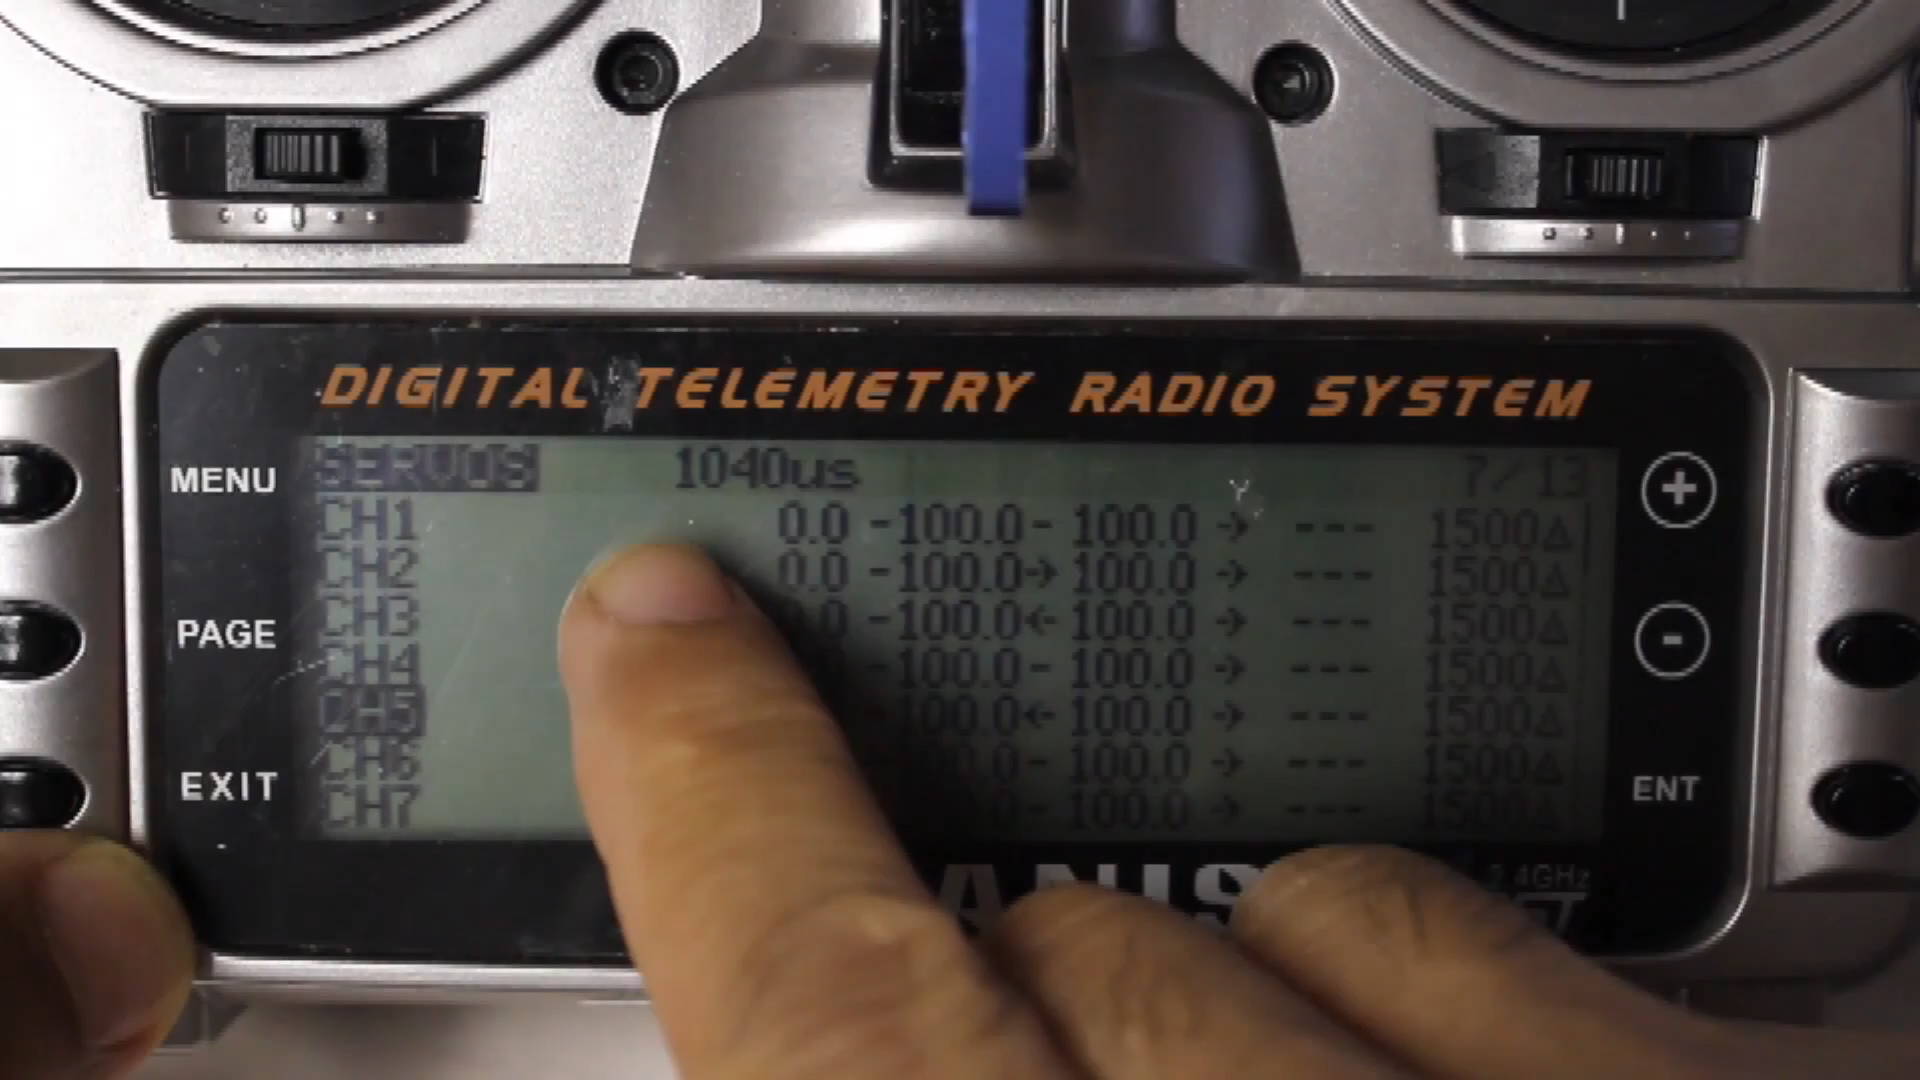 DIGITAL TELEMETRY RADIO SYSTEM
MENU
PAGE
EXIT
SERVOS 1040us 7/13
CH1 0.0 -100.0- 100.0 → --- 1500△
CH2 0.0 -100.0→ 100.0 → --- 1500△
CH3 0.0 -100.0← 100.0 → --- 1500△
CH4 -100.0- 100.0 → --- 1500△
CH5 100.0← 100.0 → --- 1500△
CH6 0.0- 100.0 → --- 1500△
CH7 0- 100.0 → --- 1500△
+
-
ENT
ANIS
2.4GHz